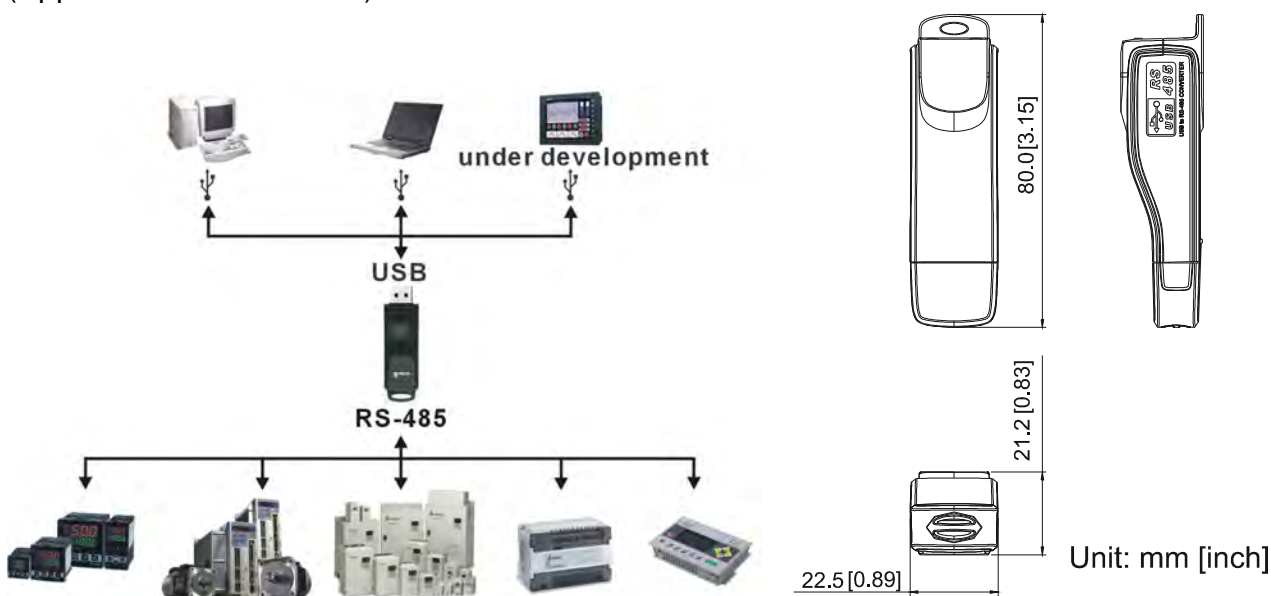 under development
USB
RS-485
80.0[3.15]
RS
USB 485
USB to RS-485 CONVERTER
21.2 [0.83]
22.5 [0.89]
Unit: mm [inch]